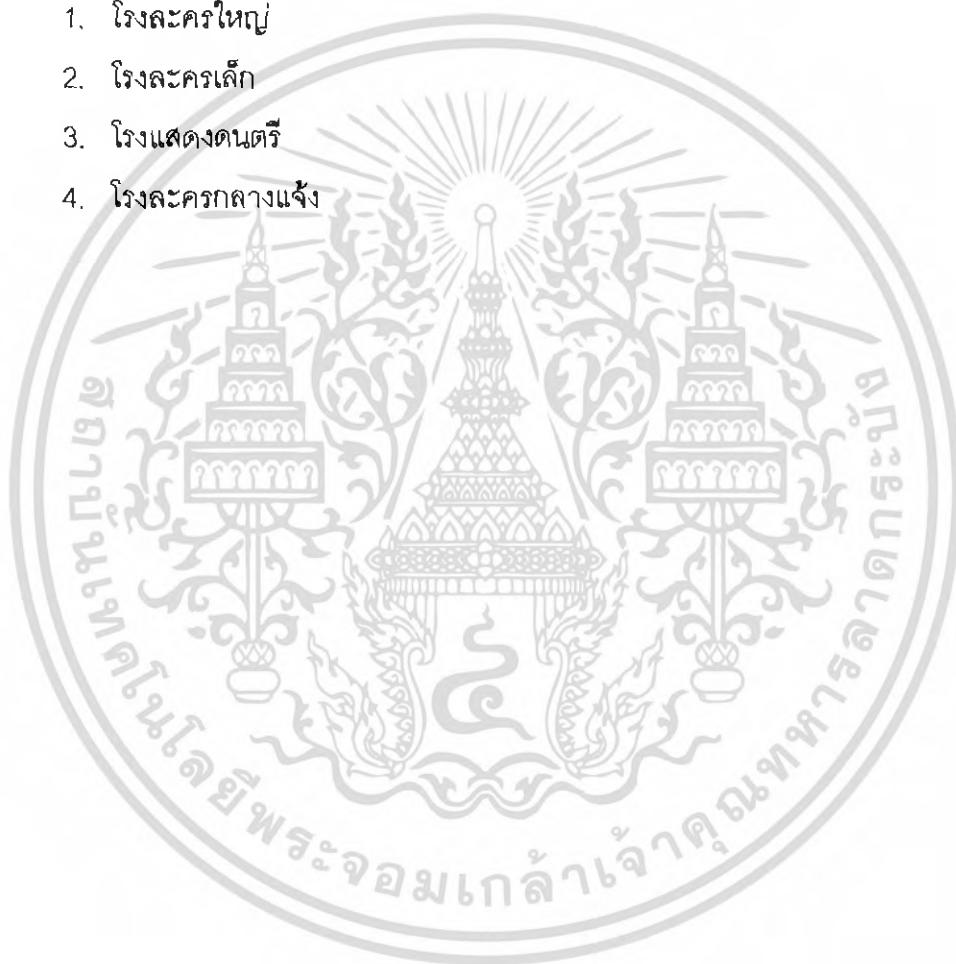 1. โรงละครใหญ่
2. โรงละครเล็ก
3. โรงแสดงดนตรี
4. โรงละครกลางแจ้ง
สถาบันเทคโนโลยีพระจอมเกล้าเจ้าคุณทหารลาดกระบัง
๔